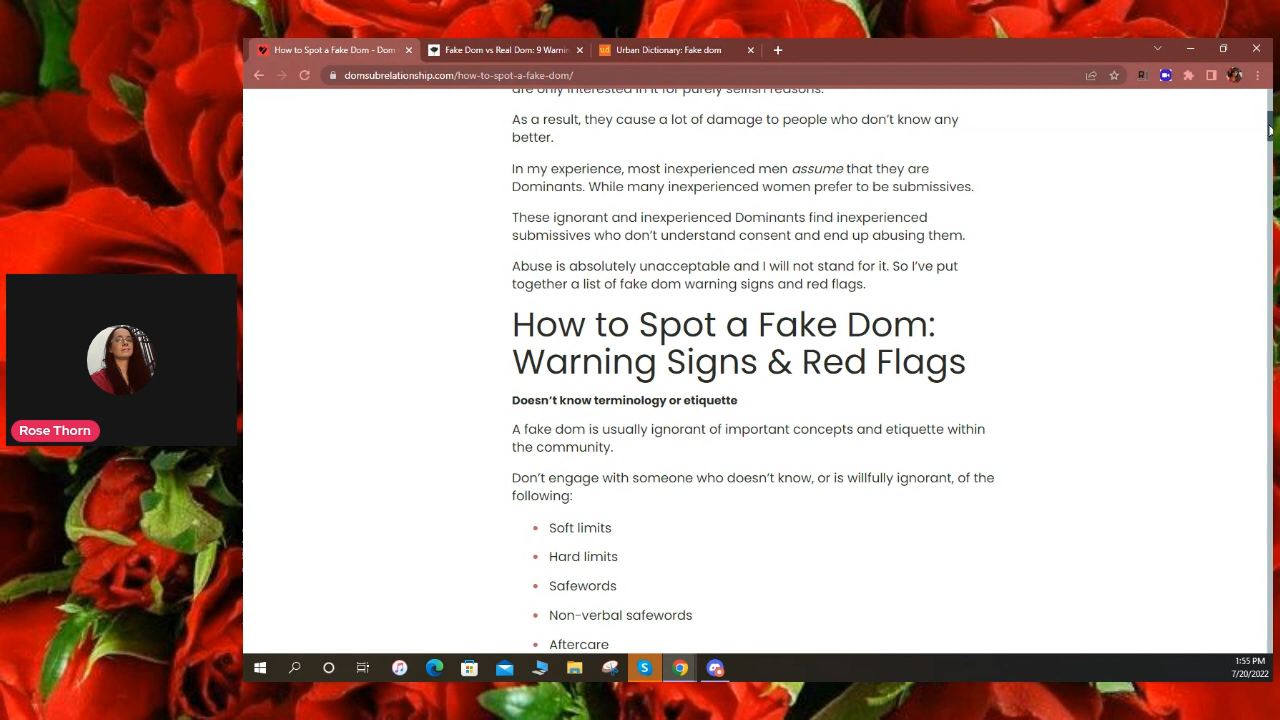 How to Spot a Fake Dom - Dom
Fake Dom vs Real Dom: 9 Warnin
ud
Urban Dictionary: Fake dom
domsubrelationship.com/how-to-spot-a-fake-dom/
are only interested in it for purely selfish reasons.
As a result, they cause a lot of damage to people who don't know any
better.
In my experience, most inexperienced men assume that they are
Dominants. While many inexperienced women prefer to be submissives.
These ignorant and inexperienced Dominants find inexperienced
submissives who don't understand consent and end up abusing them.
Abuse is absolutely unacceptable and I will not stand for it. So I've put
together a list of fake dom warning signs and red flags.
How to Spot a Fake Dom:
Warning Signs & Red Flags
Doesn't know terminology or etiquette
A fake dom is usually ignorant of important concepts and etiquette within
the community.
Don't engage with someone who doesn't know, or is willfully ignorant, of the
following:
• Soft limits
• Hard limits
• Safewords
• Non-verbal safewords
• Aftercare
Rose Thorn
S
1:55 PM
7/20/2022